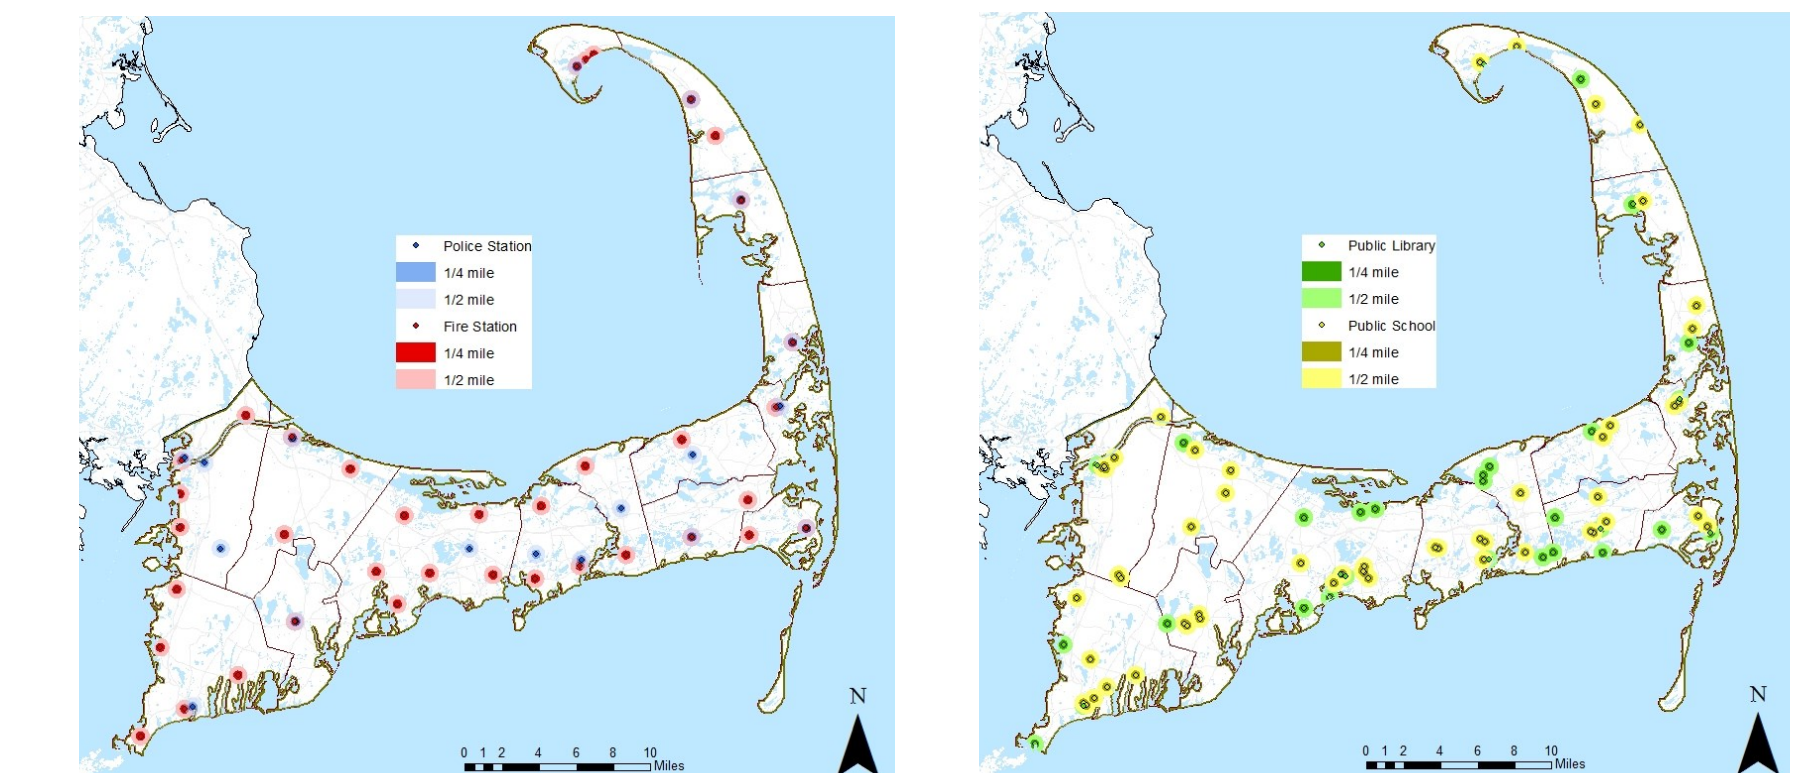 Police Station
1/4 mile
1/2 mile
Fire Station
1/4 mile
1/2 mile
N
0 1 2 4 6 8 10
Miles
Public Library
1/4 mile
1/2 mile
Public School
1/4 mile
1/2 mile
N
0 1 2 4 6 8 10
Miles